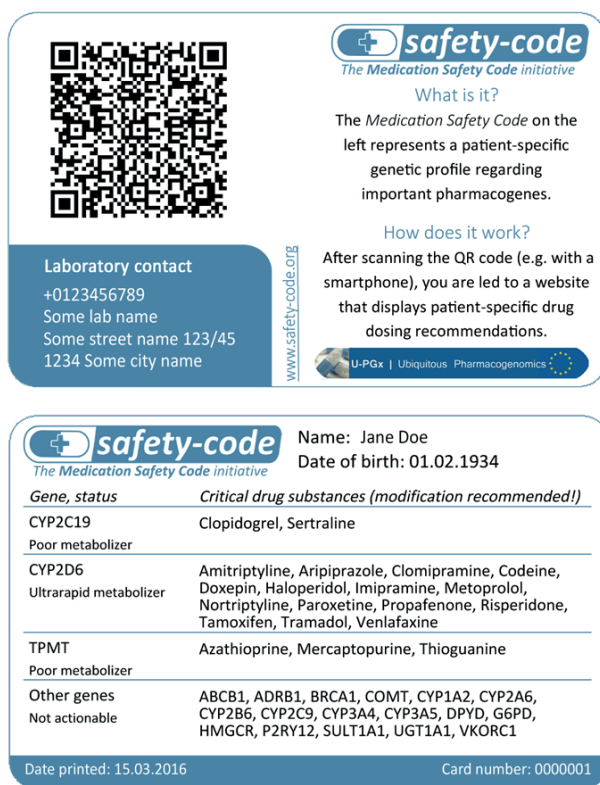 safety-code
The Medication Safety Code initiative
What is it?
The Medication Safety Code on the
left represents a patient-specific
genetic profile regarding
important pharmacogenes.
How does it work?
After scanning the QR code (e.g. with a
smartphone), you are led to a website
that displays patient-specific drug
dosing recommendations.
U-PGx | Ubiquitous Pharmacogenomics
Laboratory contact
+0123456789
Some lab name
Some street name 123/45
1234 Some city name
www.safety-code.org
safety-code
The Medication Safety Code initiative
Name: Jane Doe
Date of birth: 01.02.1934
Gene, status Critical drug substances (modification recommended!)
CYP2C19 Clopidogrel, Sertraline
Poor metabolizer
CYP2D6 Amitriptyline, Aripiprazole, Clomipramine, Codeine,
Ultrarapid metabolizer Doxepin, Haloperidol, Imipramine, Metoprolol,
Nortriptyline, Paroxetine, Propafenone, Risperidone,
Tamoxifen, Tramadol, Venlafaxine
TPMT Azathioprine, Mercaptopurine, Thioguanine
Poor metabolizer
Other genes ABCB1, ADRB1, BRCA1, COMT, CYP1A2, CYP2A6,
Not actionable CYP2B6, CYP2C9, CYP3A4, CYP3A5, DPYD, G6PD,
HMGCR, P2RY12, SULT1A1, UGT1A1, VKORC1
Date printed: 15.03.2016 Card number: 0000001